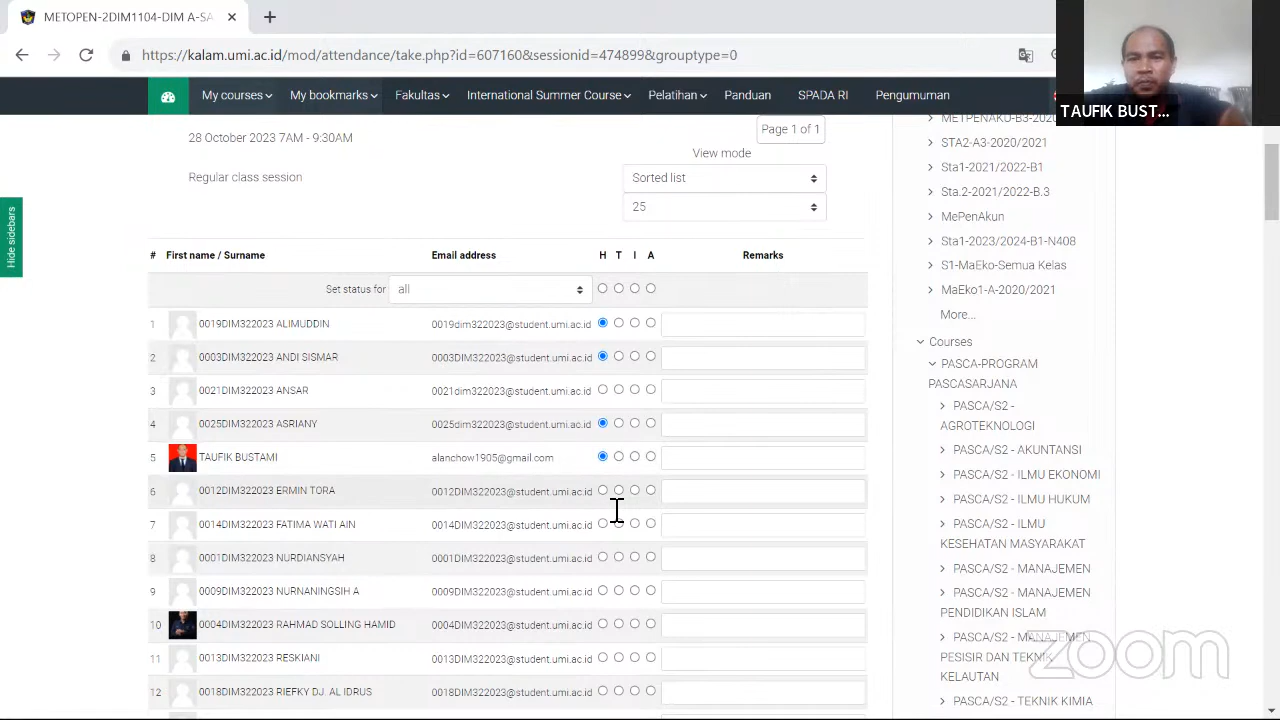 METOPEN-2DIM1104-DIM A-SA
https://kalam.umi.ac.id/mod/attendance/take.php?id=
0716083&sessionid=474899&grouptype=0
My courses
My bookmarks
Panduan
SPADA RI
Pengumuman
TAUFIK BUST...
Hide sidebars
28 October 2023
- 9:30AM
Page 1 of 1
View mode
Regular class session
Sorted list
25
# First name / Surname Email address H T I A Remarks
Set status for all
1 0019DIM322023 ALIMUDDIN 0019dim322023@student.umi.ac.id
2 0003DIM322023 ANDI SISMAR 0003DIM322023@student.umi.ac.id
3 0021DIM322023 ANSAR 0021dim322023@student.umi.ac.id
4 0025DIM322023 ASRIANY 0025dim322023@student.umi.ac.id
5 TAUFIK BUSTAMI
6 0012DIM322023 ERMIN TORA 0012DIM322023@student.umi.ac.id
7 0014DIM322023 FATIMA WATI AIN 0014DIM322023@student.umi.ac.id
8 0001DIM322023 NURDIANSYAH 0001DIM322023@student.umi.ac.id
9 0009DIM322023 NURNANINGSIH A 0009DIM322023@student.umi.ac.id
10 0004DIM322023 RAHMAD SOLLING HAMID 0004DIM322023@student.umi.ac.id
11 0013DIM322023 0013DIM322023@student.umi.ac.id
12 0018DIM322023 RIEFKY DJ. AL IDRUS 0018DIM322023@student.umi.ac.id
METPENAKU-B3-2020
STA2-A3-2020/2021
Sta1-2021/2022-B1
Sta.2-2021/2022-B.3
MePenAkun
Sta1-2023/2024-B1-N408
S1-MaEko-Semua Kelas
MaEko1-A-2020/2021
More...
Courses
PASCA-PROGRAM
PASCASARJANA
PASCA/S2 -
AGROTEKNOLOGI
PASCA/S2 - AKUNTANSI
PASCA/S2 - ILMU EKONOMI
PASCA/S2 - ILMU HUKUM
PASCA/S2 - ILMU
KESEHATAN MASYARAKAT
PASCA/S2 - MANAJEMEN
PASCA/S2 - MANAJEMEN
PENDIDIKAN ISLAM
PASCA/S2 - MANAJEMEN
PESISIR DAN TEKNIK
KELAUTAN
PASCA/S2 - TEKNIK KIMIA
zoom